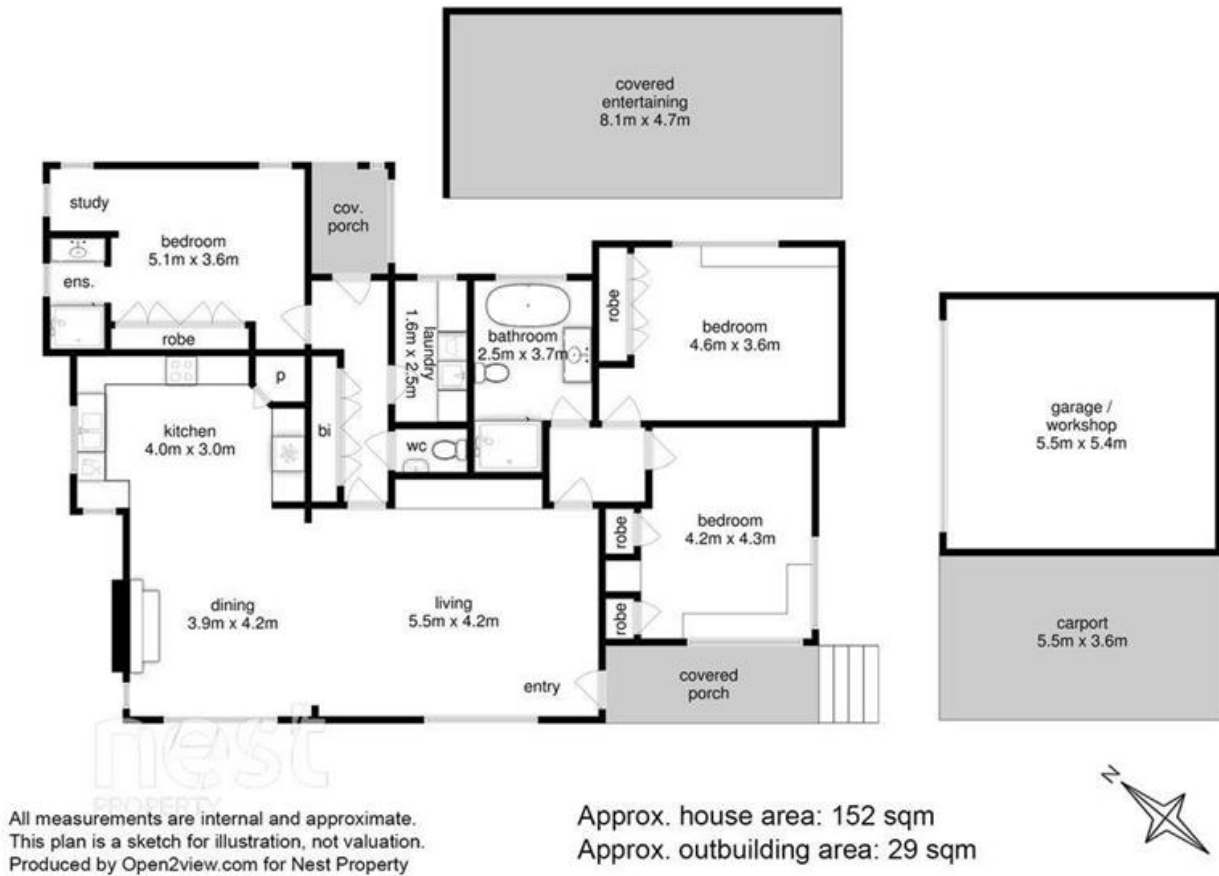 covered
entertaining
8.1m x 4.7m
study
cov.
porch
bedroom
5.1m x 3.6m
ens.
robe
robe
bedroom
4.6m x 3.6m
laundry
1.6m x 2.5m
bathroom
2.5m x 3.7m
p
kitchen
4.0m x 3.0m
bi
wc
garage /
workshop
5.5m x 5.4m
robe
bedroom
4.2m x 4.3m
dining
3.9m x 4.2m
living
5.5m x 4.2m
robe
carport
5.5m x 3.6m
entry
covered
porch
nest
PROPERTY
N
All measurements are internal and approximate.
This plan is a sketch for illustration, not valuation.
Produced by Open2view.com for Nest Property
Approx. house area: 152 sqm
Approx. outbuilding area: 29 sqm